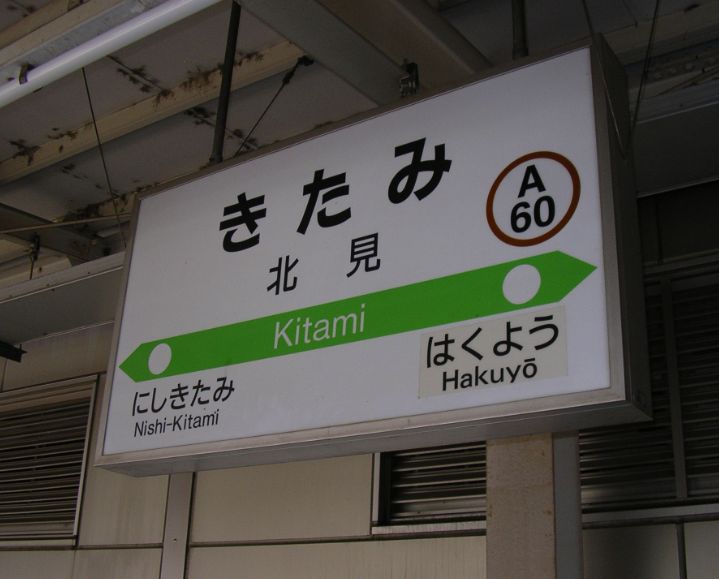 きたみ
A
60
北見
Kitami
にしきたみ
Nishi-Kitami
はくよう
Hakuyō